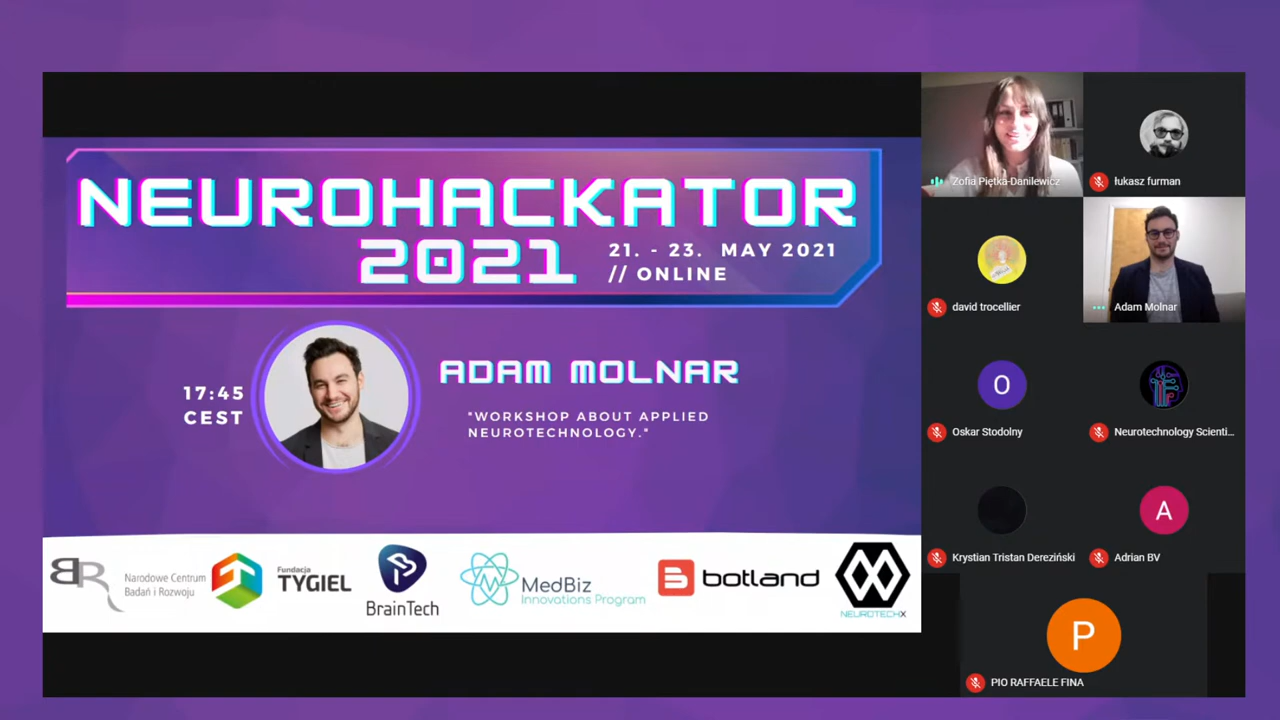 NEUROHACKATOR
2021
21. - 23. MAY 2021
// ONLINE
17:45
CEST
ADAM MOLNAR
"WORKSHOP ABOUT APPLIED
NEUROTECHNOLOGY."
BR
Narodowe Centrum
Badań i Rozwoju
Fundacja
TYGIEL
BrainTech
MedBiz
Innovations Program
botland
NEUROTECHX
Zofia Piętka-Danilewicz
łukasz furman
david trocellier
Adam Molnar
O
Oskar Stodolny
Neurotechnology Scienti...
Krystian Tristan Dereziński
A
Adrian BV
P
PIO RAFFAELE FINA